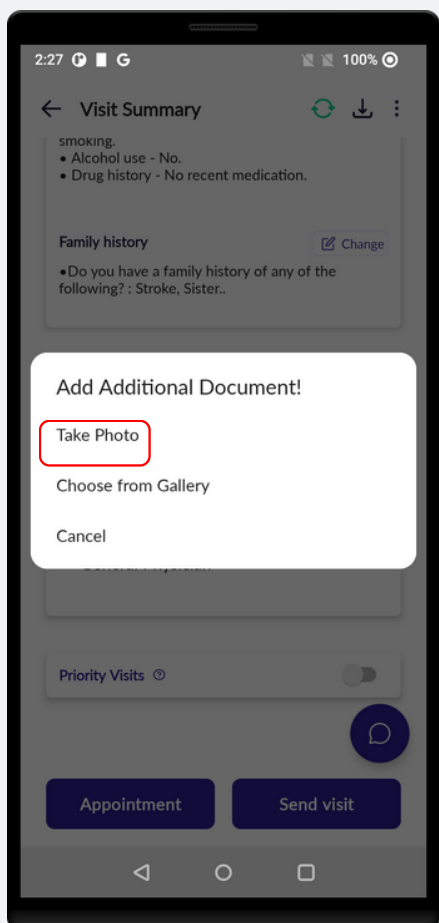 2:27
G
100%
Visit Summary
smoking.
• Alcohol use - No.
• Drug history - No recent medication.
Family history
Change
•Do you have a family history of any of the
following? : Stroke, Sister..
Add Additional Document!
Take Photo
Choose from Gallery
Cancel
General Physician
Priority Visits
Appointment
Send visit